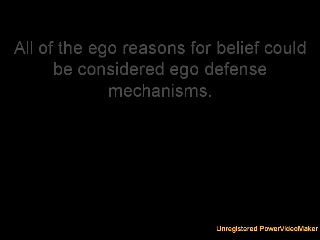 All of the ego reasons for belief could
be considered ego defense
mechanisms.
Unregistered PowerVideoMaker